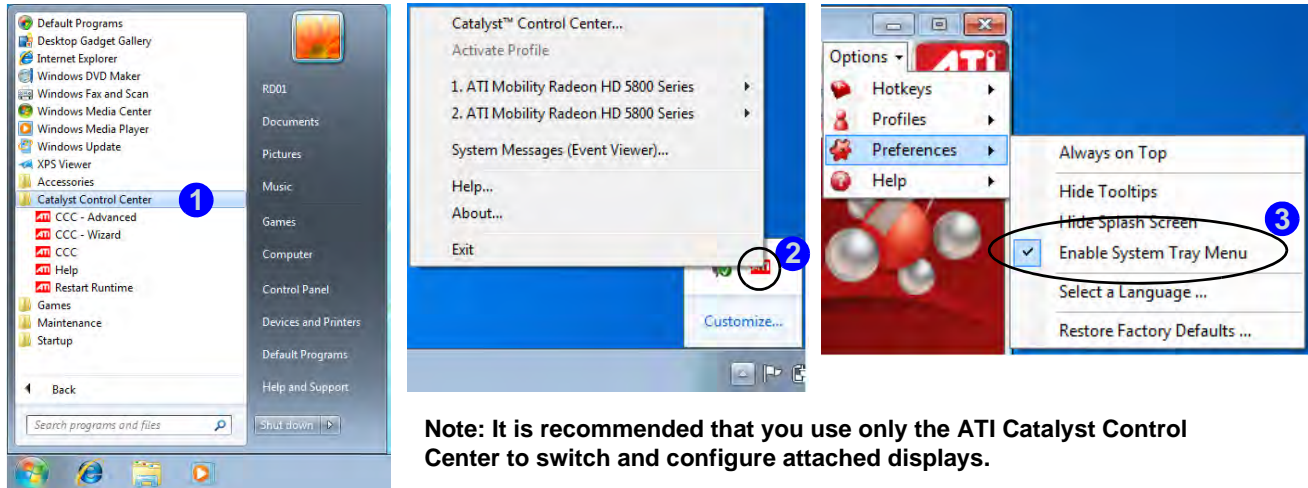 Default Programs
Desktop Gadget Gallery
Internet Explorer
Windows DVD Maker
Windows Fax and Scan
Windows Media Center
Windows Media Player
Windows Update
XPS Viewer
Accessories
Catalyst Control Center
1
ATI CCC - Advanced
ATI CCC - Wizard
ATI CCC
ATI Help
ATI Restart Runtime
Games
Maintenance
Startup
Back
Search programs and files
RD01
Documents
Pictures
Music
Games
Computer
Control Panel
Devices and Printers
Default Programs
Help and Support
Shut down
Catalyst™ Control Center...
Activate Profile
1. ATI Mobility Radeon HD 5800 Series
2. ATI Mobility Radeon HD 5800 Series
System Messages (Event Viewer)...
Help...
About...
Exit
2
ATI
Customize...
Options
ATI
Hotkeys
Profiles
Preferences
Help
Always on Top
Hide Tooltips
Hide Splash Screen
3
Enable System Tray Menu
Select a Language ...
Restore Factory Defaults ...
Note: It is recommended that you use only the ATI Catalyst Control
Center to switch and configure attached displays.